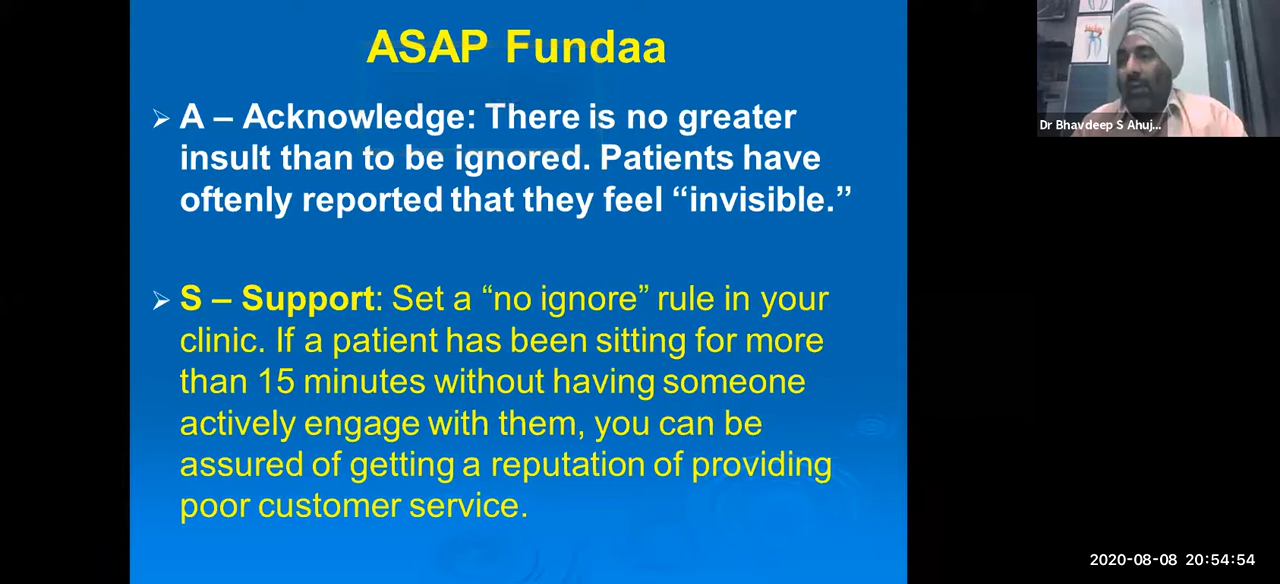 ASAP Fundaa
➢ A – Acknowledge: There is no greater
insult than to be ignored. Patients have
oftenly reported that they feel “invisible.”
➢ S – Support: Set a “no ignore” rule in your
clinic. If a patient has been sitting for more
than 15 minutes without having someone
actively engage with them, you can be
assured of getting a reputation of providing
poor customer service.
Dr Bhavdeep S Ahuj...
2020-08-08 20:54:54